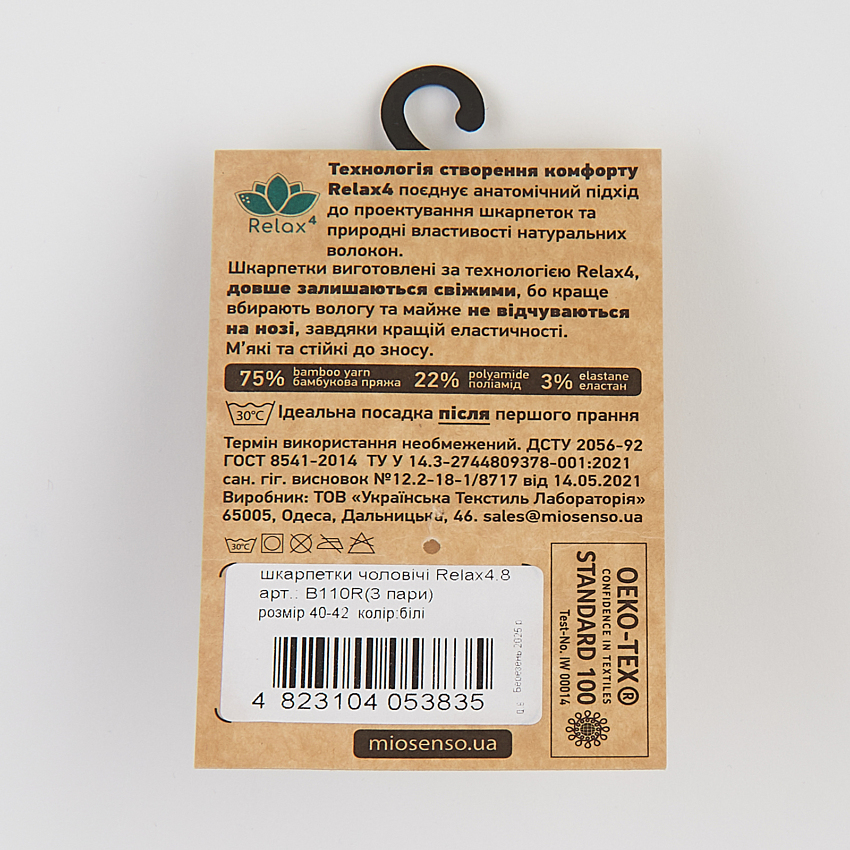 Relax4
Технологія створення комфорту
Relax4 поєднує анатомічний підхід
до проектування шкарпеток та
природні властивості натуральних
волокон.
Шкарпетки виготовлені за технологією Relax4,
довше залишаються свіжими, бо краще
вбирають вологу та майже не відчуваються
на нозі, завдяки кращій еластичності.
М'які та стійкі до зносу.
75% bamboo yarn бамбукова пряжа 22% polyamide поліамід 3% elastane еластан
30°C Ідеальна посадка після першого прання
Термін використання необмежений. ДСТУ 2056-92
ГОСТ 8541-2014 ТУ У 14.3-2744809378-001:2021
сан. гіг. висновок №12.2-18-1/8717 від 14.05.2021
Виробник: ТОВ «Українська Текстиль Лабораторія»
65005, Одеса, Дальницька, 46. sales@miosenso.ua
30°C
шкарпетки чоловічі Relax4.8
арт.: B110R(3 пари)
розмір 40-42 колір:білі
4 823104 053835
Березень 2025 р
OEKO-TEX®
CONFIDENCE IN TEXTILES
STANDARD 100
Test-No. IW 00014
miosenso.ua